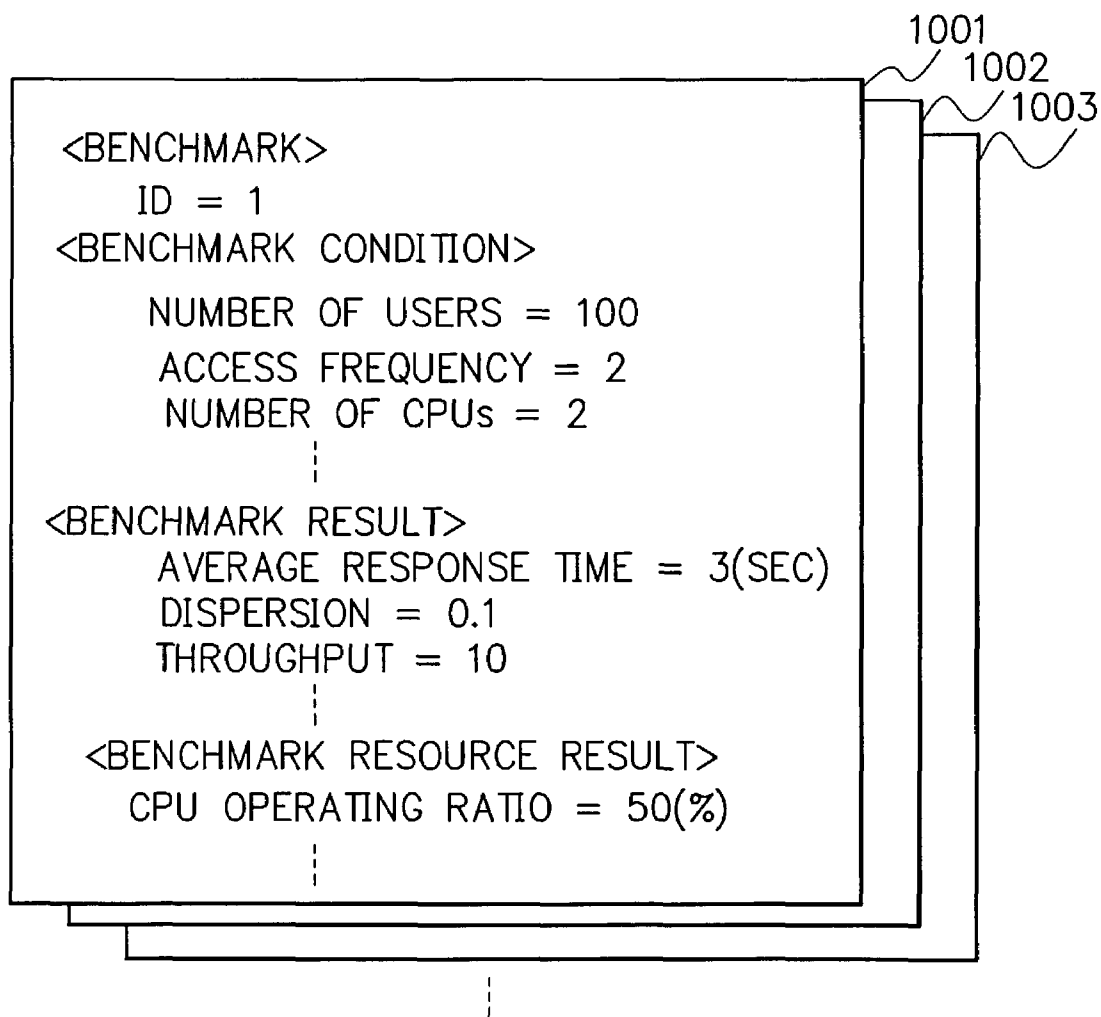 1001
1002
1003
<BENCHMARK>
ID = 1
<BENCHMARK CONDITION>
NUMBER OF USERS = 100
ACCESS FREQUENCY = 2
NUMBER OF CPUs = 2
<BENCHMARK RESULT>
AVERAGE RESPONSE TIME = 3(SEC)
DISPERSION = 0.1
THROUGHPUT = 10
<BENCHMARK RESOURCE RESULT>
CPU OPERATING RATIO = 50(%)